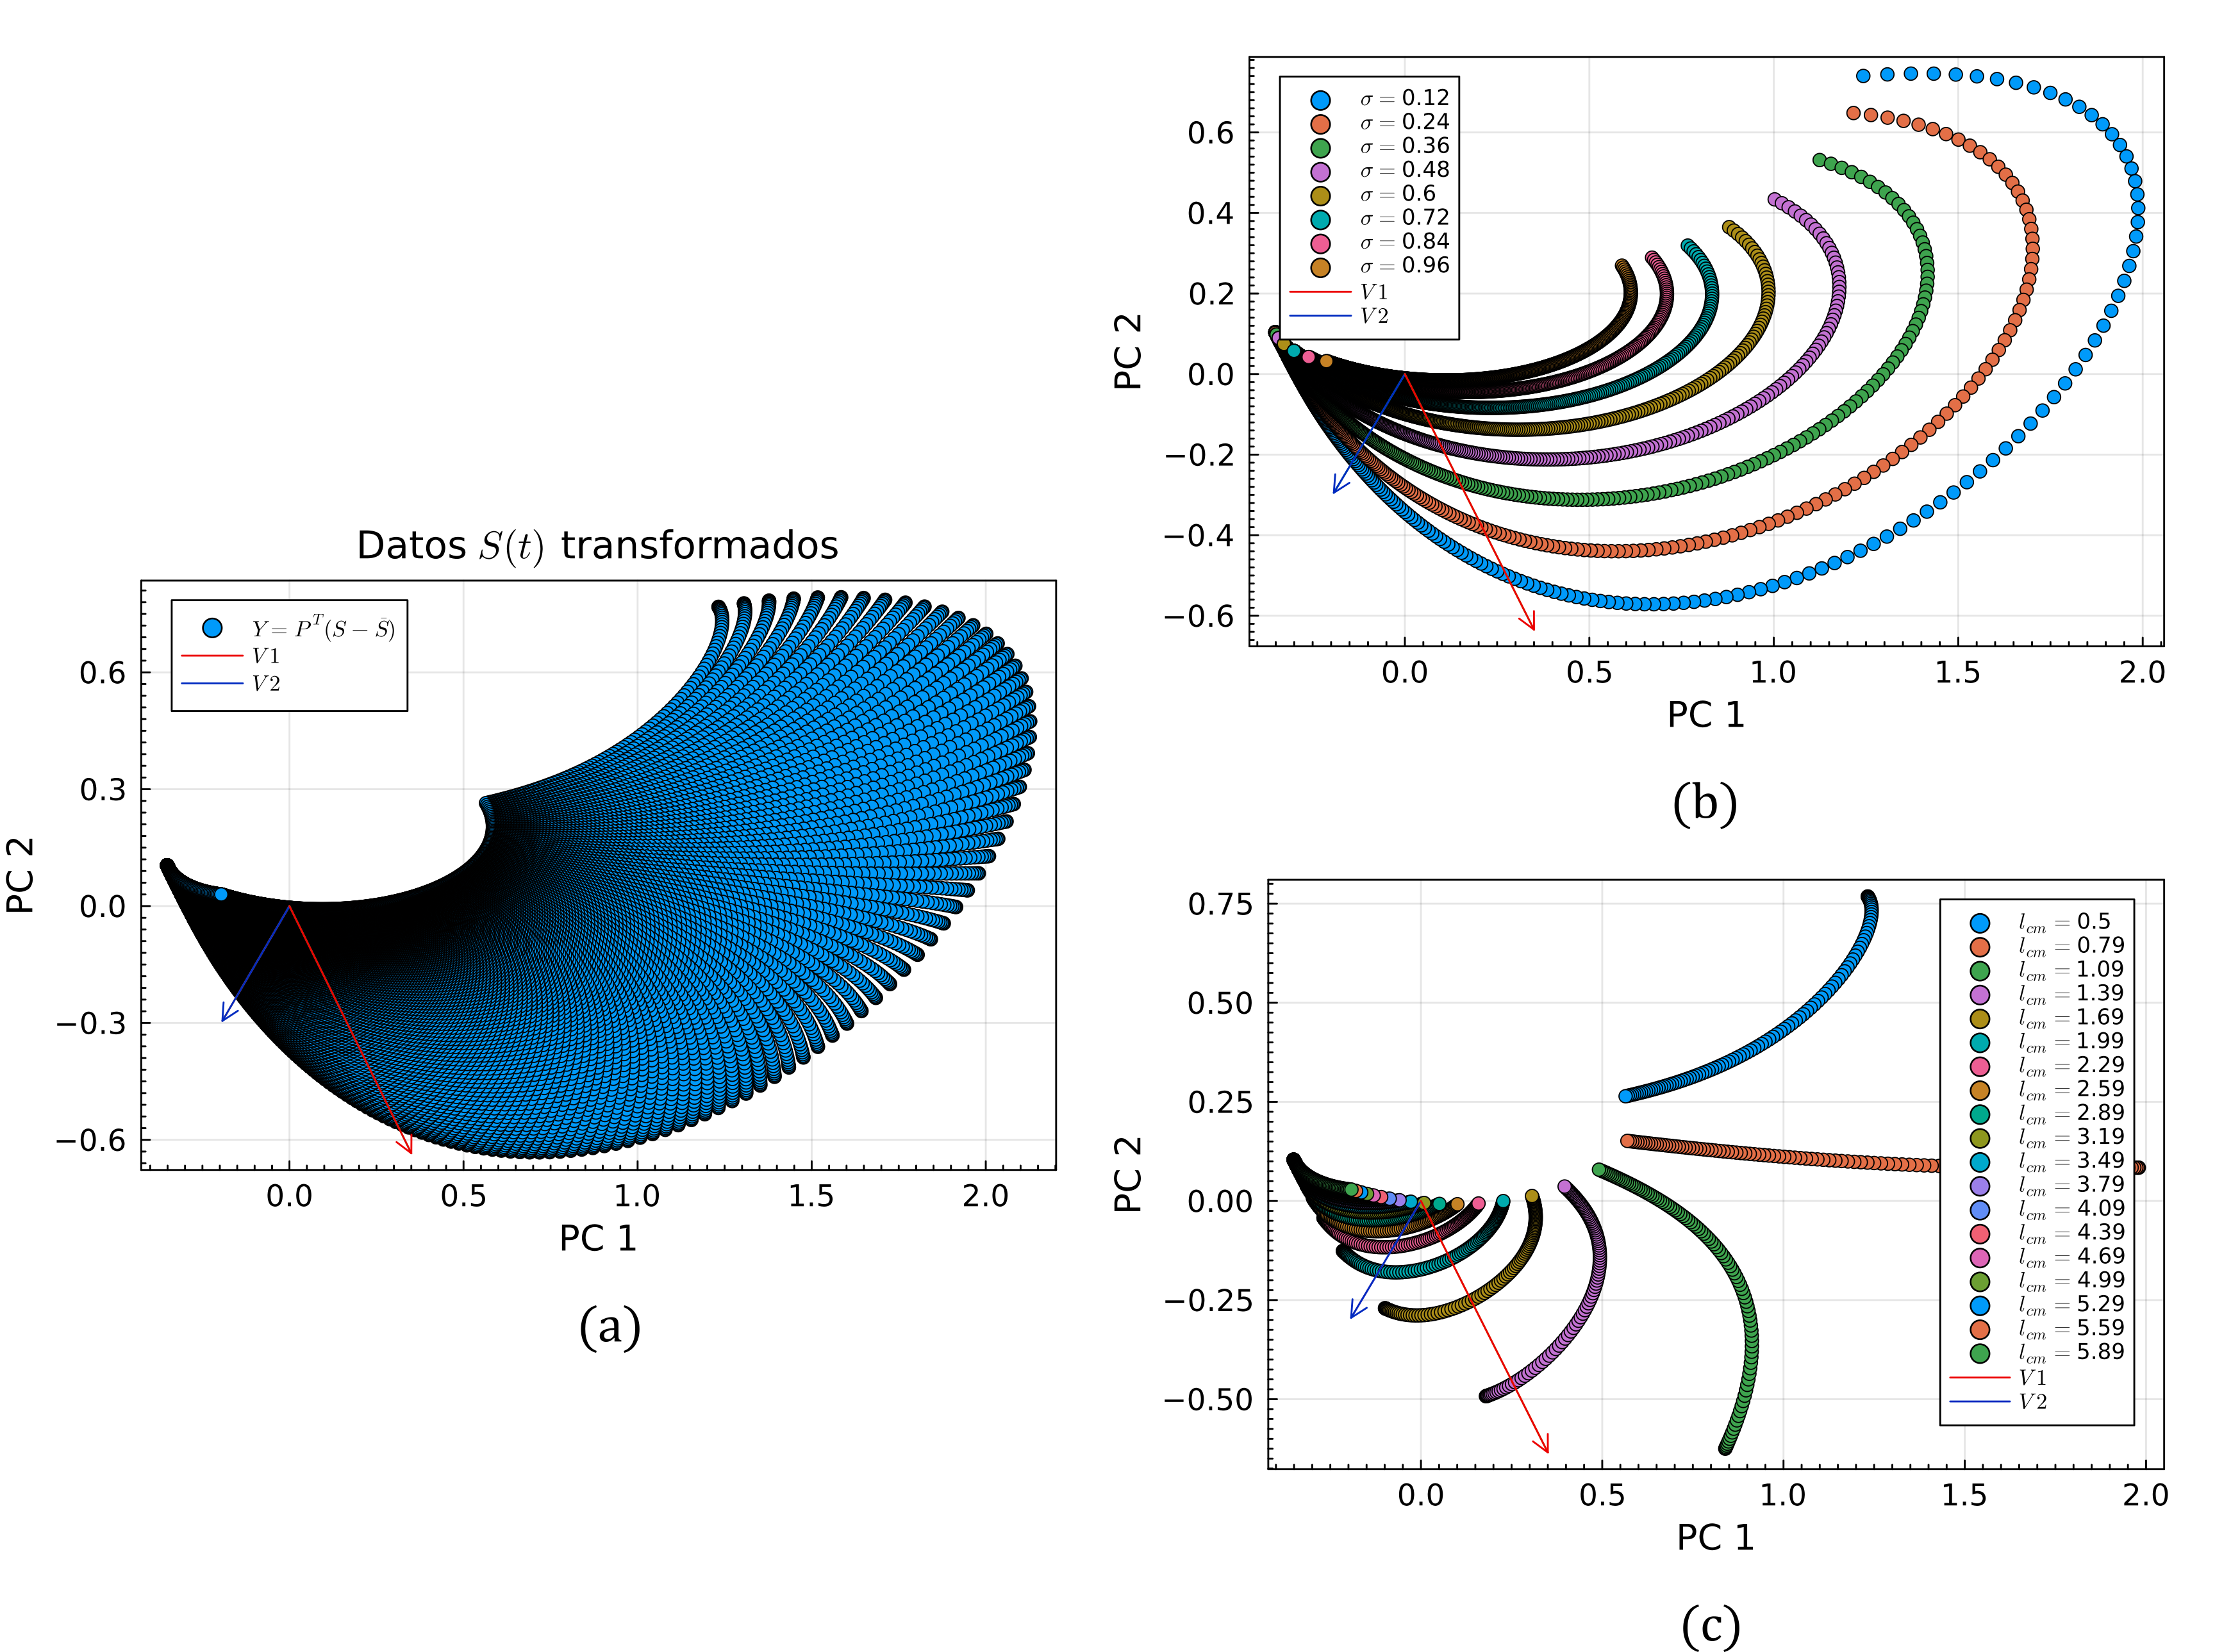 Datos S(t) transformados
Y = P^T(S − S̄)
V1
V2
0.6
0.3
0.0
−0.3
−0.6
PC 2
0.0 0.5 1.0 1.5 2.0
PC 1
(a)
σ = 0.12
σ = 0.24
σ = 0.36
σ = 0.48
σ = 0.6
σ = 0.72
σ = 0.84
σ = 0.96
V1
V2
0.6
0.4
0.2
0.0
−0.2
−0.4
−0.6
PC 2
0.0 0.5 1.0 1.5 2.0
PC 1
(b)
l_cm = 0.5
l_cm = 0.79
l_cm = 1.09
l_cm = 1.39
l_cm = 1.69
l_cm = 1.99
l_cm = 2.29
l_cm = 2.59
l_cm = 2.89
l_cm = 3.19
l_cm = 3.49
l_cm = 3.79
l_cm = 4.09
l_cm = 4.39
l_cm = 4.69
l_cm = 4.99
l_cm = 5.29
l_cm = 5.59
l_cm = 5.89
V1
V2
0.75
0.50
0.25
0.00
−0.25
−0.50
PC 2
0.0 0.5 1.0 1.5 2.0
PC 1
(c)